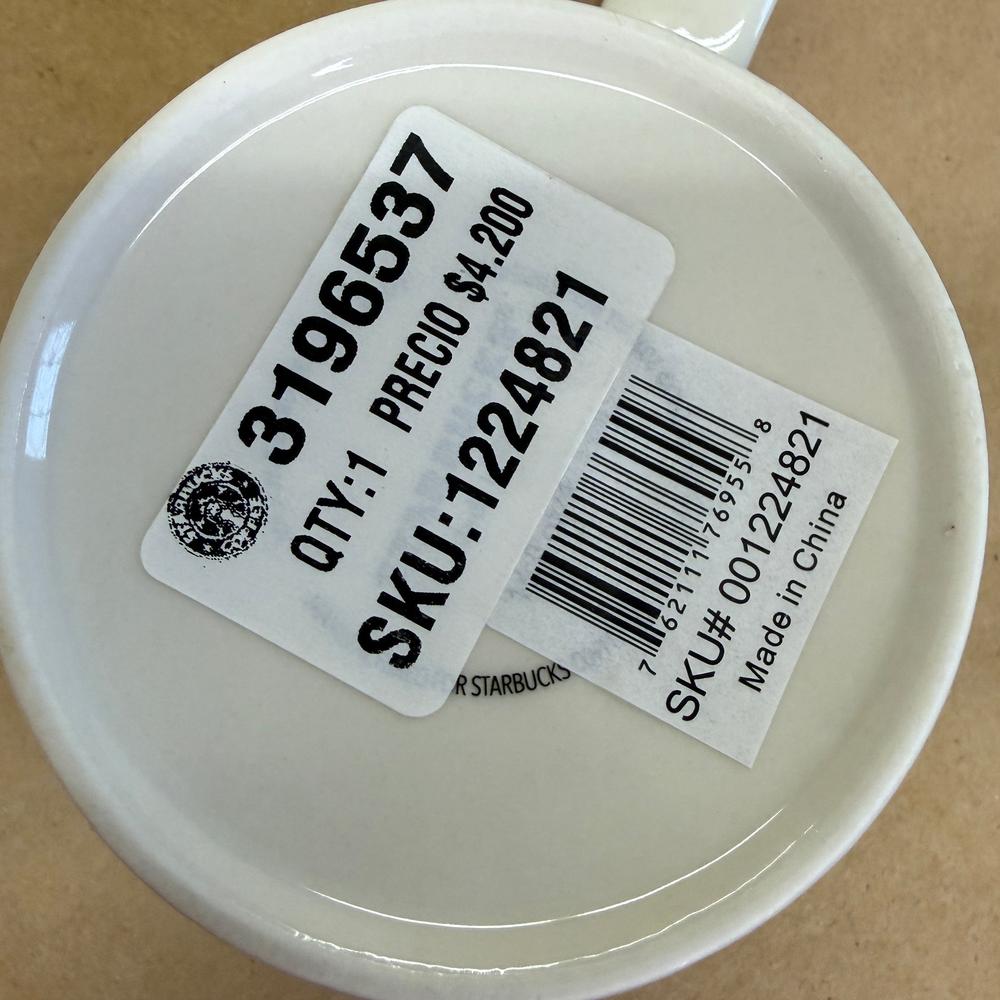 3196537
QTY:1 PRECIO $4.200
SKU:1224821
7 62111 76955 8
SKU# 001224821
Made in China
R STARBUCKS